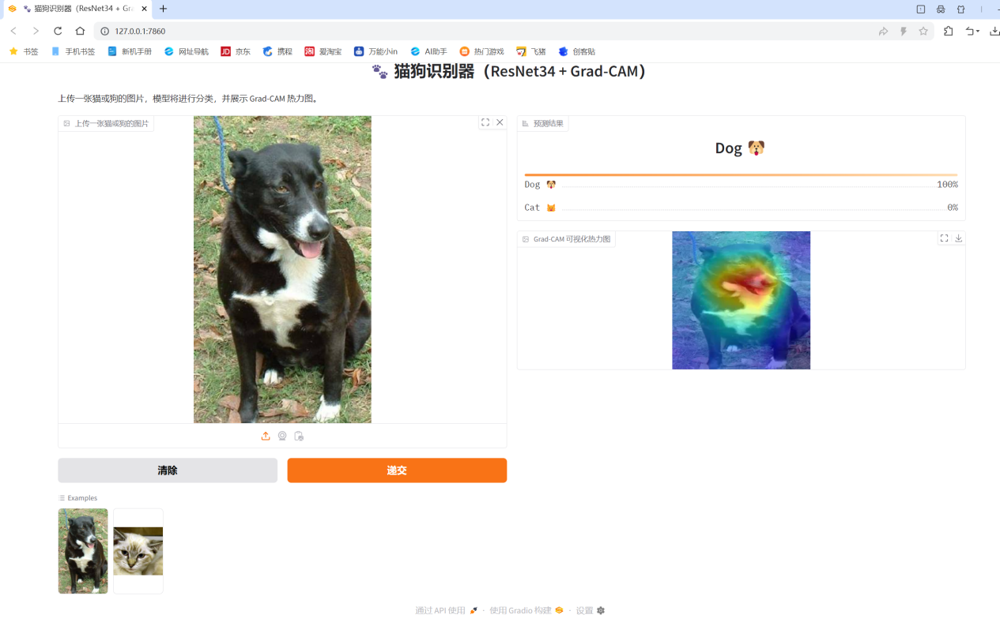 猫狗识别器（ResNet34 + Gra
127.0.0.1:7860
书签 手机书签 新机手册 网址导航 JD 京东 携程 淘 爱淘宝 万能小in AI助手 热门游戏 飞猪 创客贴
🐾 猫狗识别器（ResNet34 + Grad-CAM）
上传一张猫或狗的图片，模型将进行分类，并展示 Grad-CAM 热力图。
上传一张猫或狗的图片
预测结果
Dog 🐶
Dog 🐶 100%
Cat 🐱 0%
Grad-CAM 可视化热力图
清除 递交
Examples
通过 API 使用 🚀 · 使用 Gradio 构建 · 设置 ⚙️